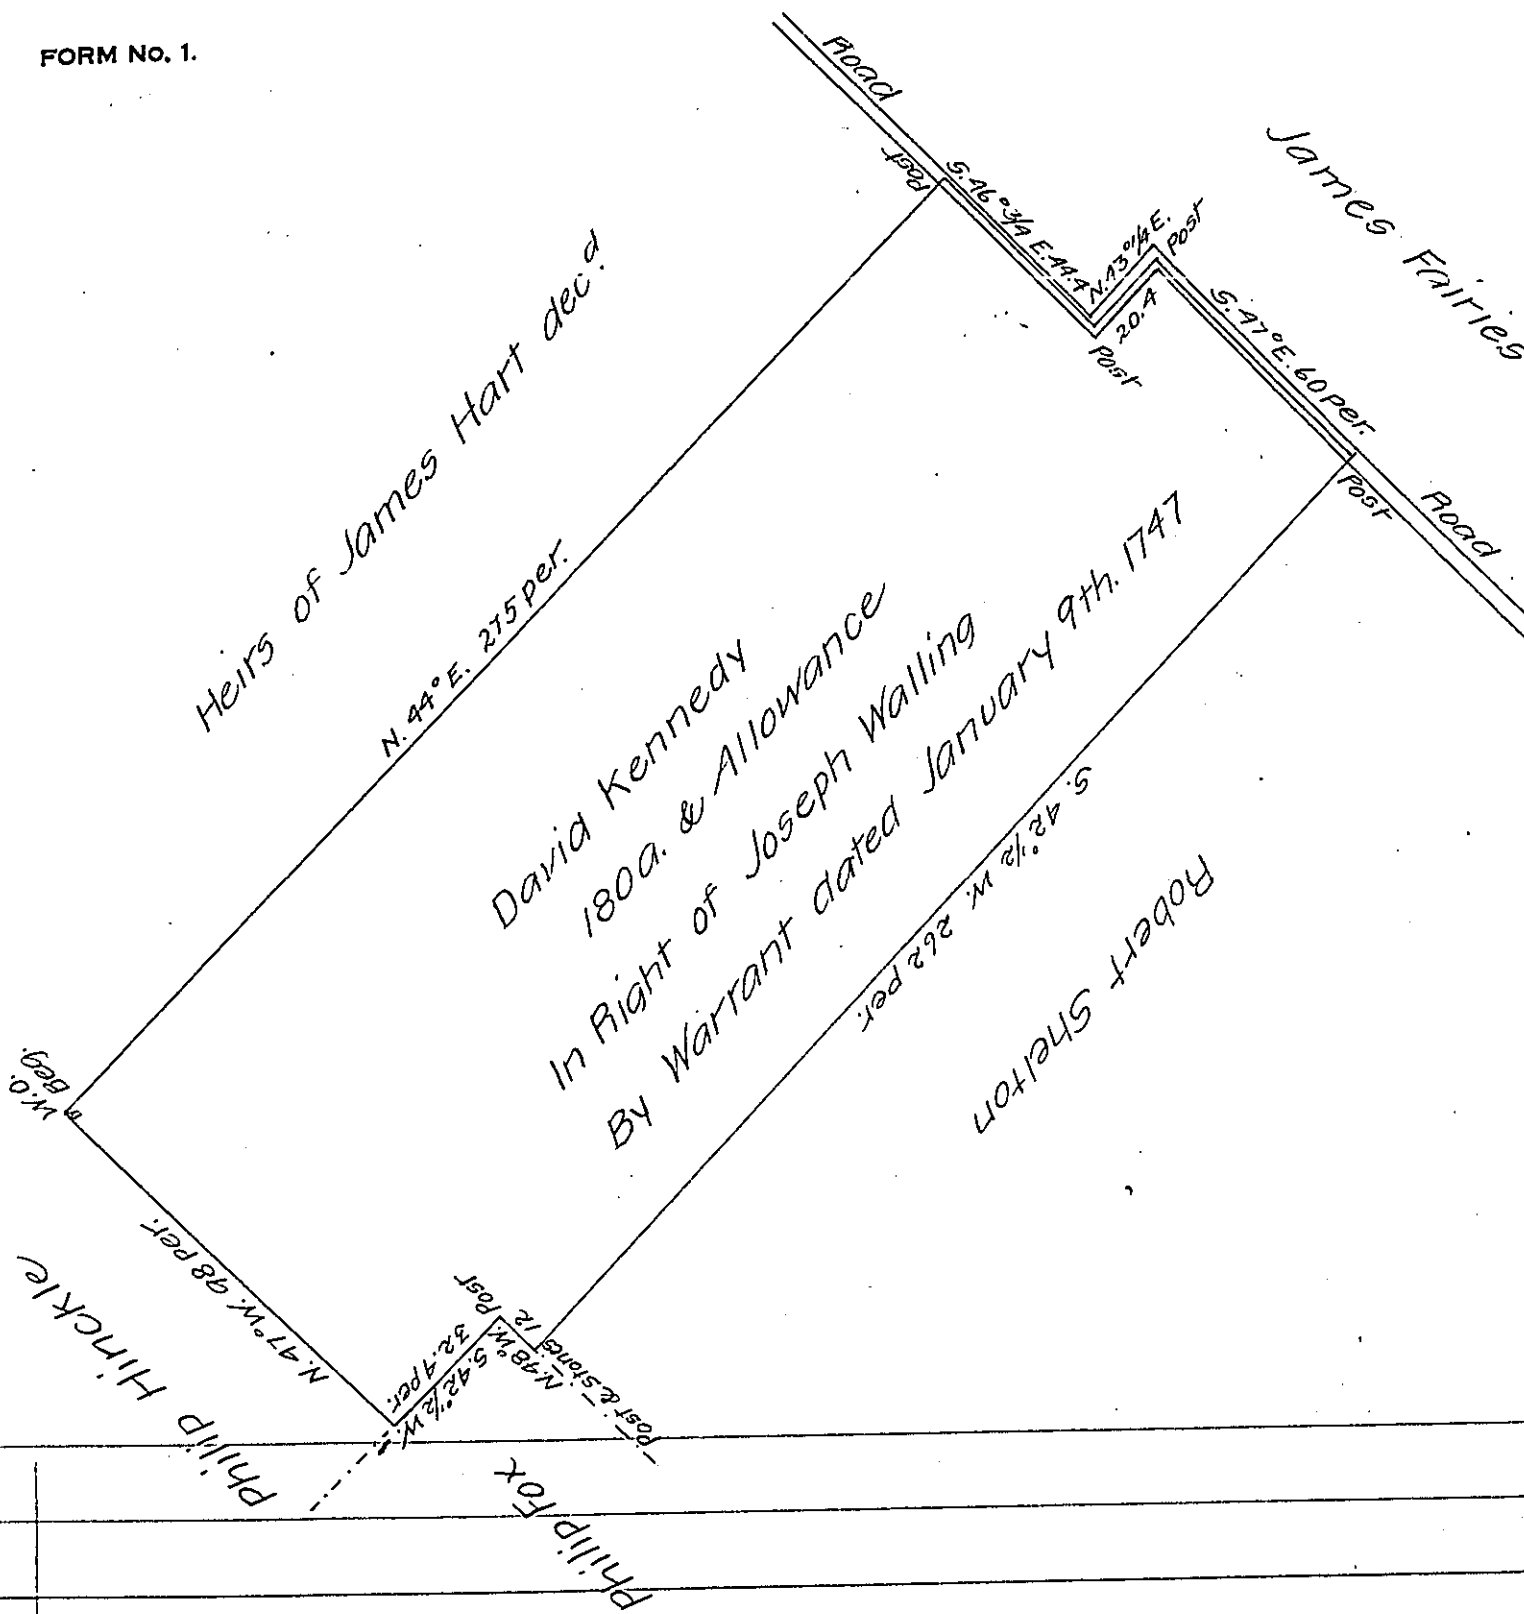 FORM No. 1.
Road
James Fairies
Post
S.46°3/4 E.44.4
N.43°1/4 E.
20.4
Post
Post
S.47°E.60 Per.
Post
Road
Heirs of James Hart dec.d
N.44°E. 275 per.
David Kennedy
180a. & Allowance
In Right of Joseph Walling
By Warrant dated January 9th. 1747
S. 42°1/2 W. 262 per.
Robert Shelton
W.O.
Beg.
N.47°W. 98 per.
Philip Hinckle
S.42°1/2 W.
32.4 per.
Post
N.48°W. 12
Post & stones
Philip Fox